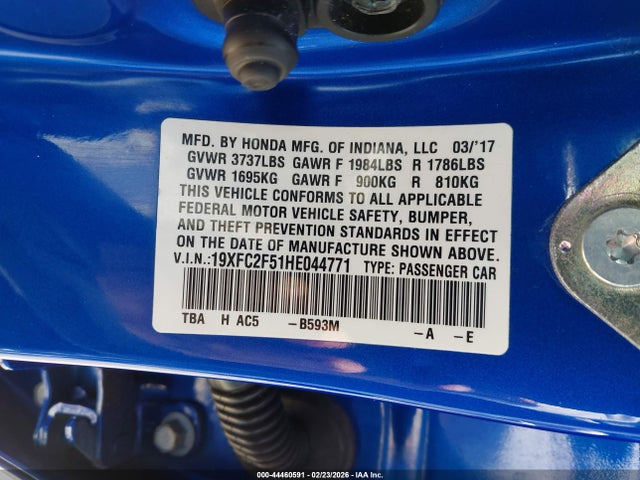 MFD. BY HONDA MFG. OF INDIANA, LLC 03/'17
GVWR 3737LBS GAWR F 1984LBS R 1786LBS
GVWR 1695KG GAWR F 900KG R 810KG
THIS VEHICLE CONFORMS TO ALL APPLICABLE
FEDERAL MOTOR VEHICLE SAFETY, BUMPER,
AND THEFT PREVENTION STANDARDS IN EFFECT
ON THE DATE OF MANUFACTURE SHOWN ABOVE.
V.I.N.:19XFC2F51HE044771 TYPE: PASSENGER CAR
TBA H AC5 -B593M -A -E
000-44460591 - 02/23/2026 - IAA Inc.